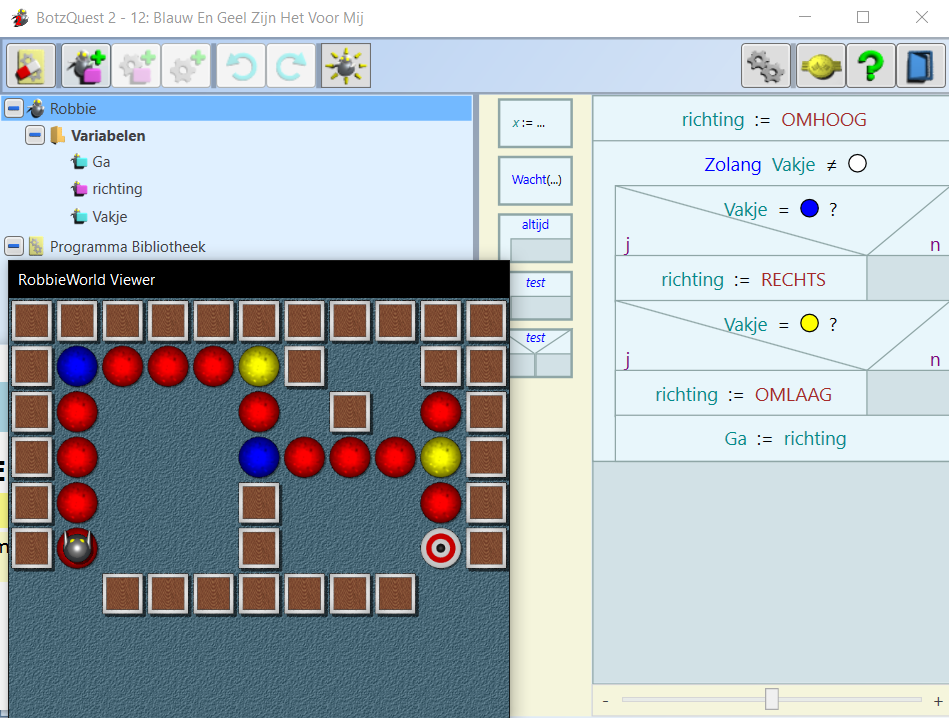 BotzQuest 2 - 12: Blauw En Geel Zijn Het Voor Mij
Robbie
Variabelen
Ga
richting
Vakje
Programma Bibliotheek
RobbieWorld Viewer
x := ...
Wacht(...)
altijd
test
test
richting := OMHOOG
Zolang Vakje ≠
Vakje = ?
j n
richting := RECHTS
Vakje = ?
j n
richting := OMLAAG
Ga := richting
- +